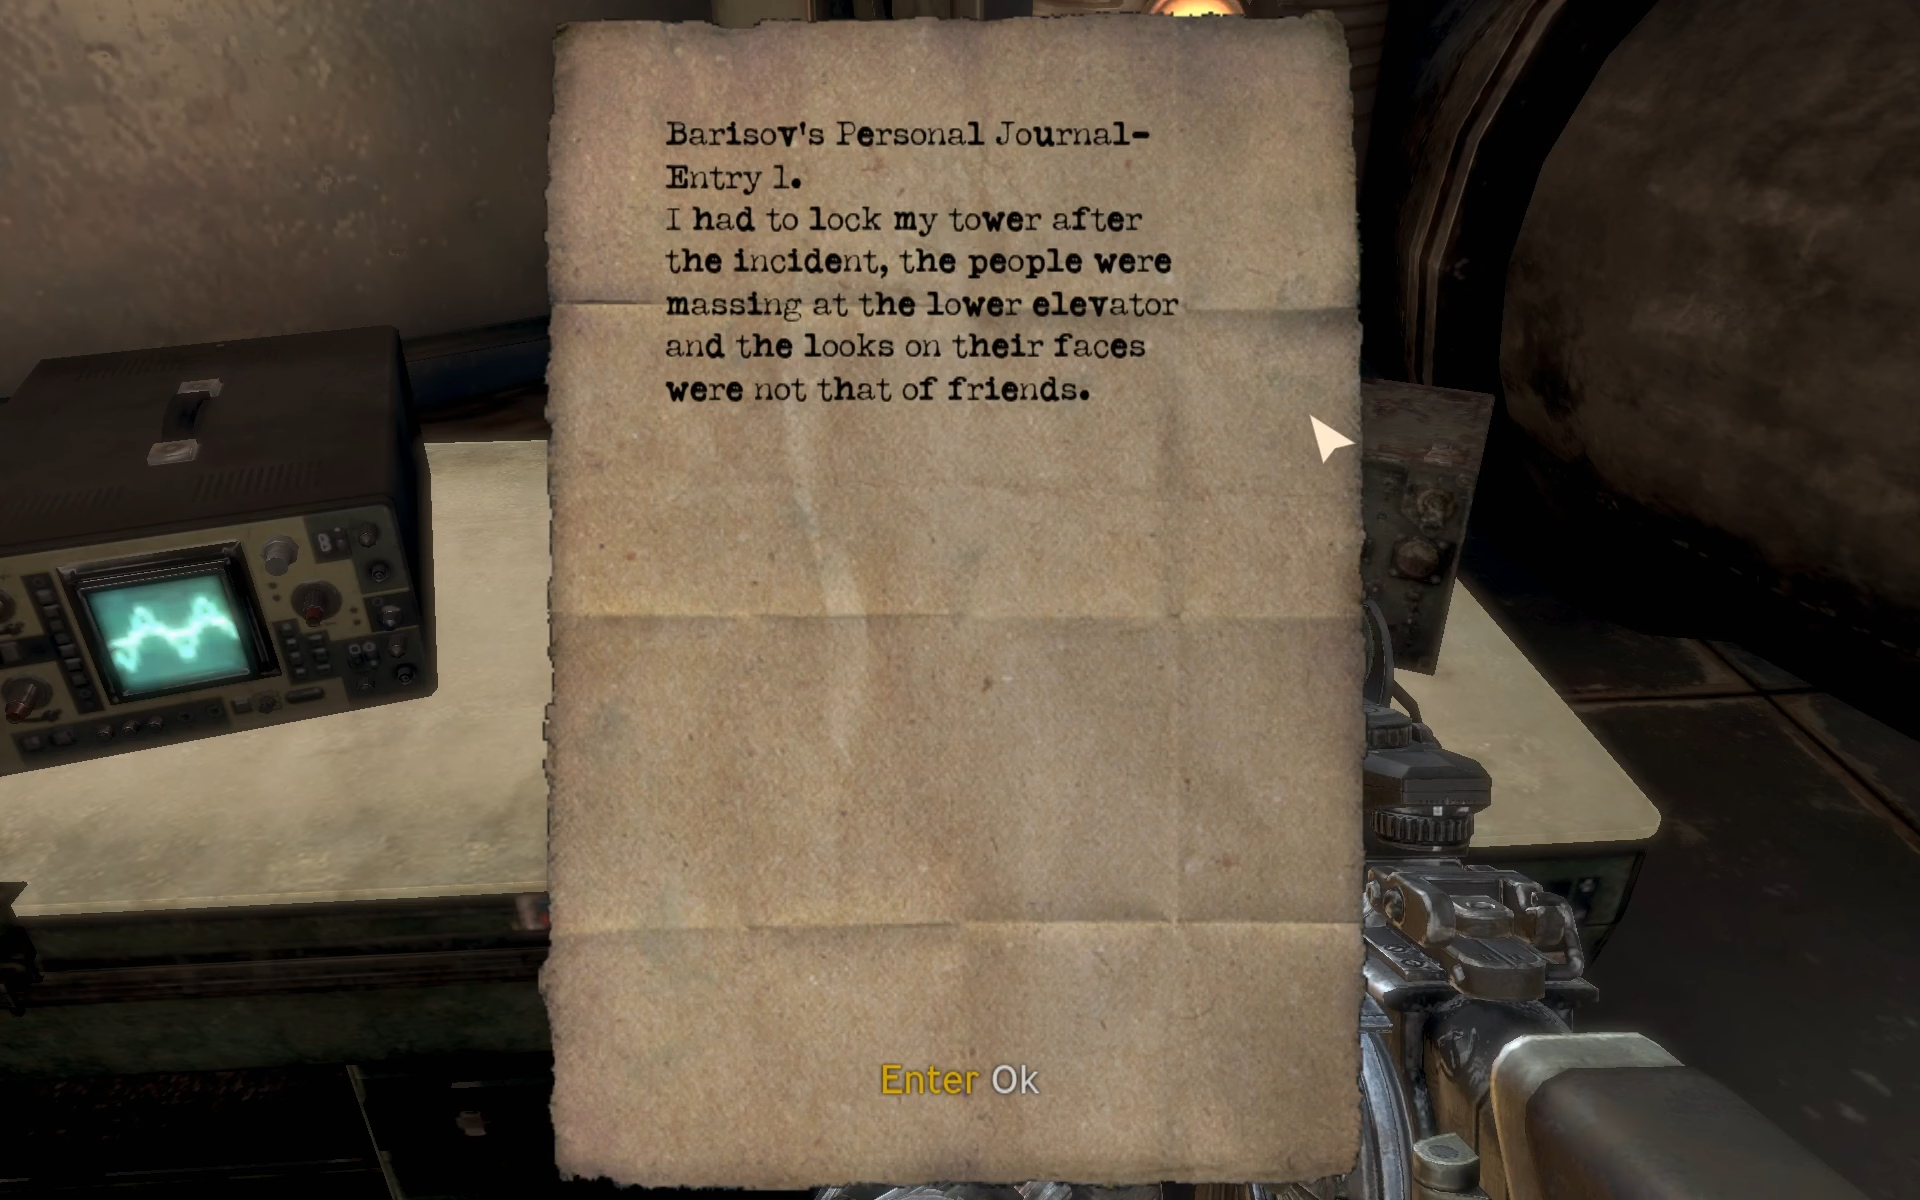 Barisov's Personal Journal-
Entry 1.
I had to lock my tower after
the incident, the people were
massing at the lower elevator
and the looks on their faces
were not that of friends.
Enter Ok